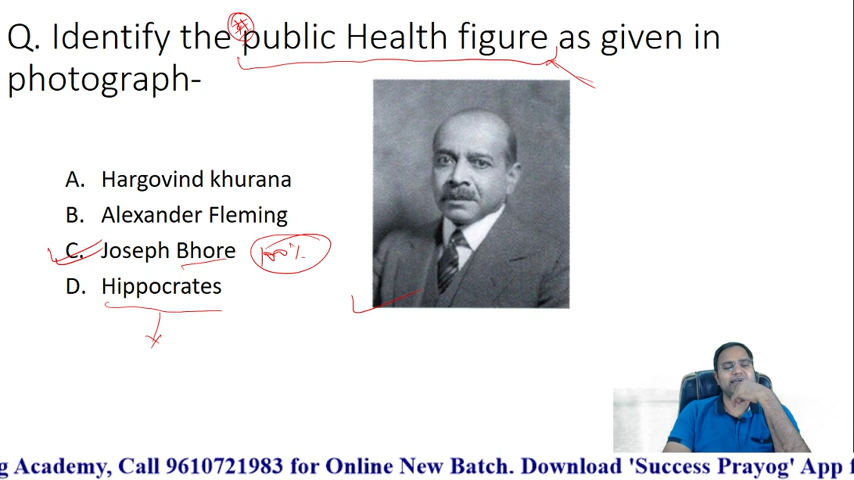 Q. Identify the public Health figure as given in
photograph-
A. Hargovind khurana
B. Alexander Fleming
C. Joseph Bhore 100%
D. Hippocrates
g Academy, Call 9610721983 for Online New Batch. Download 'Success Prayog' App f